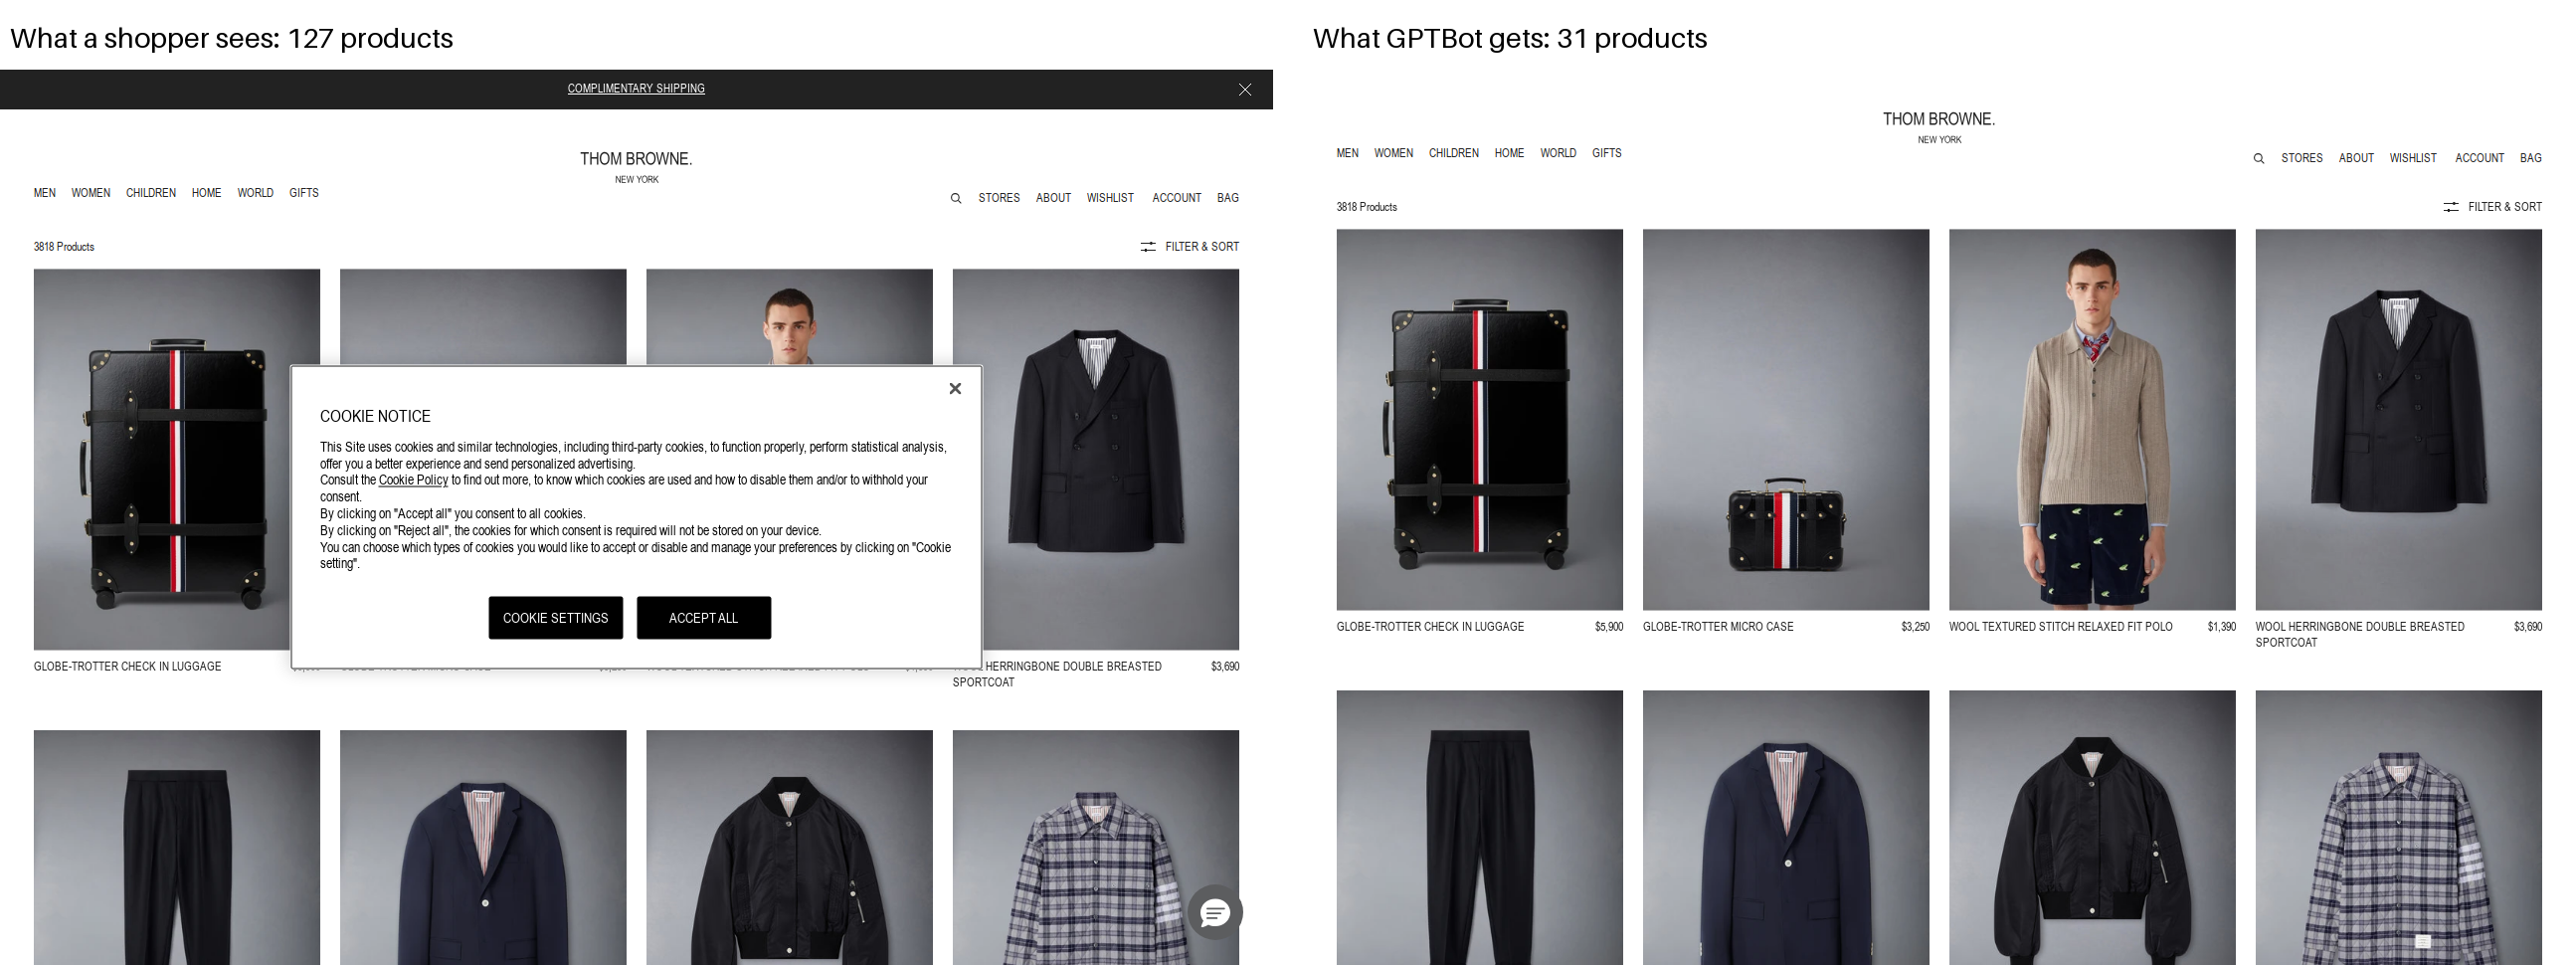 What a shopper sees: 127 products
COMPLIMENTARY SHIPPING
THOM BROWNE.
NEW YORK
MEN WOMEN CHILDREN HOME WORLD GIFTS
STORES ABOUT WISHLIST ACCOUNT BAG
3818 Products
FILTER & SORT
COOKIE NOTICE
This Site uses cookies and similar technologies, including third-party cookies, to function properly, perform statistical analysis,
offer you a better experience and send personalized advertising.
Consult the Cookie Policy to find out more, to know which cookies are used and how to disable them and/or to withhold your
consent.
By clicking on "Accept all" you consent to all cookies.
By clicking on "Reject all", the cookies for which consent is required will not be stored on your device.
You can choose which types of cookies you would like to accept or disable and manage your preferences by clicking on "Cookie
setting".
COOKIE SETTINGS
ACCEPT ALL
GLOBE-TROTTER CHECK IN LUGGAGE
WOOL HERRINGBONE DOUBLE BREASTED $3,690
SPORTCOAT
What GPTBot gets: 31 products
THOM BROWNE.
NEW YORK
MEN WOMEN CHILDREN HOME WORLD GIFTS
STORES ABOUT WISHLIST ACCOUNT BAG
3818 Products
FILTER & SORT
GLOBE-TROTTER CHECK IN LUGGAGE $5,900
GLOBE-TROTTER MICRO CASE $3,250
WOOL TEXTURED STITCH RELAXED FIT POLO $1,390
WOOL HERRINGBONE DOUBLE BREASTED $3,690
SPORTCOAT